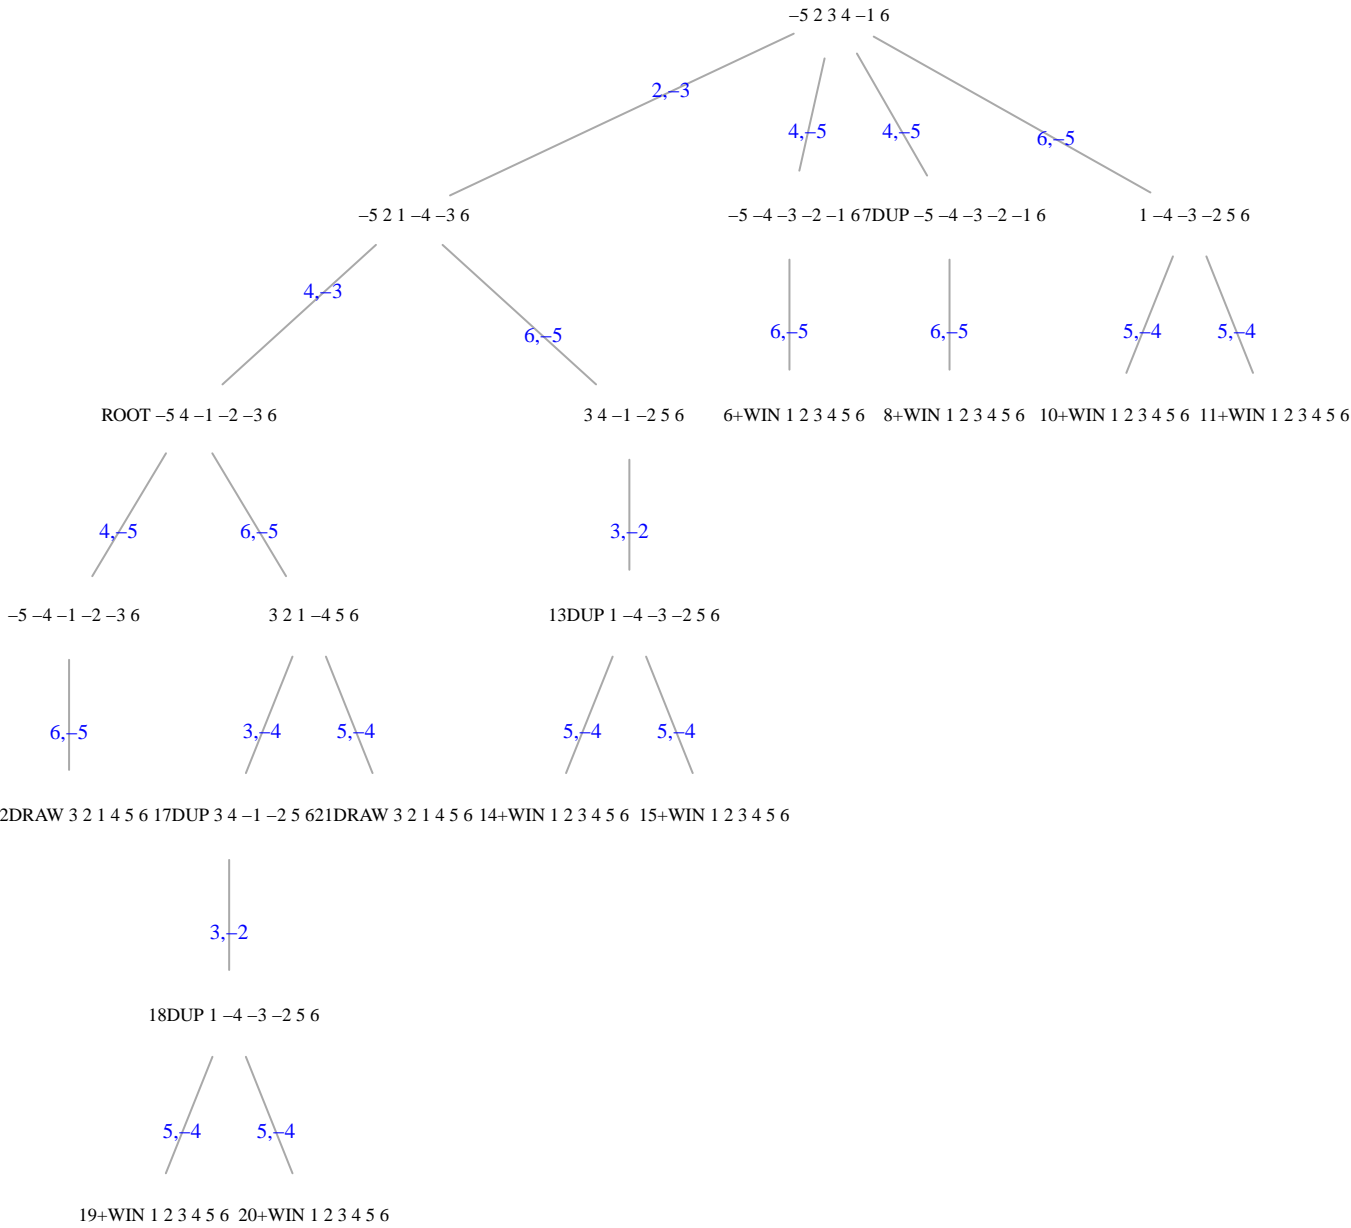 –5 2 3 4 –1 6
2,–3
4,–5 4,–5
6,–5
–5 2 1 –4 –3 6 –5 –4 –3 –2 –1 6 7DUP –5 –4 –3 –2 –1 6 1 –4 –3 –2 5 6
4,–3
6,–5 6,–5 6,–5 5,–4 5,–4
ROOT –5 4 –1 –2 –3 6 3 4 –1 –2 5 6 6+WIN 1 2 3 4 5 6 8+WIN 1 2 3 4 5 6 10+WIN 1 2 3 4 5 6 11+WIN 1 2 3 4 5 6
4,–5 6,–5 3,–2
–5 –4 –1 –2 –3 6 3 2 1 –4 5 6 13DUP 1 –4 –3 –2 5 6
6,–5 3,–4 5,–4 5,–4 5,–4
2DRAW 3 2 1 4 5 6 17DUP 3 4 –1 –2 5 6 21DRAW 3 2 1 4 5 6 14+WIN 1 2 3 4 5 6 15+WIN 1 2 3 4 5 6
3,–2
18DUP 1 –4 –3 –2 5 6
5,–4 5,–4
19+WIN 1 2 3 4 5 6 20+WIN 1 2 3 4 5 6